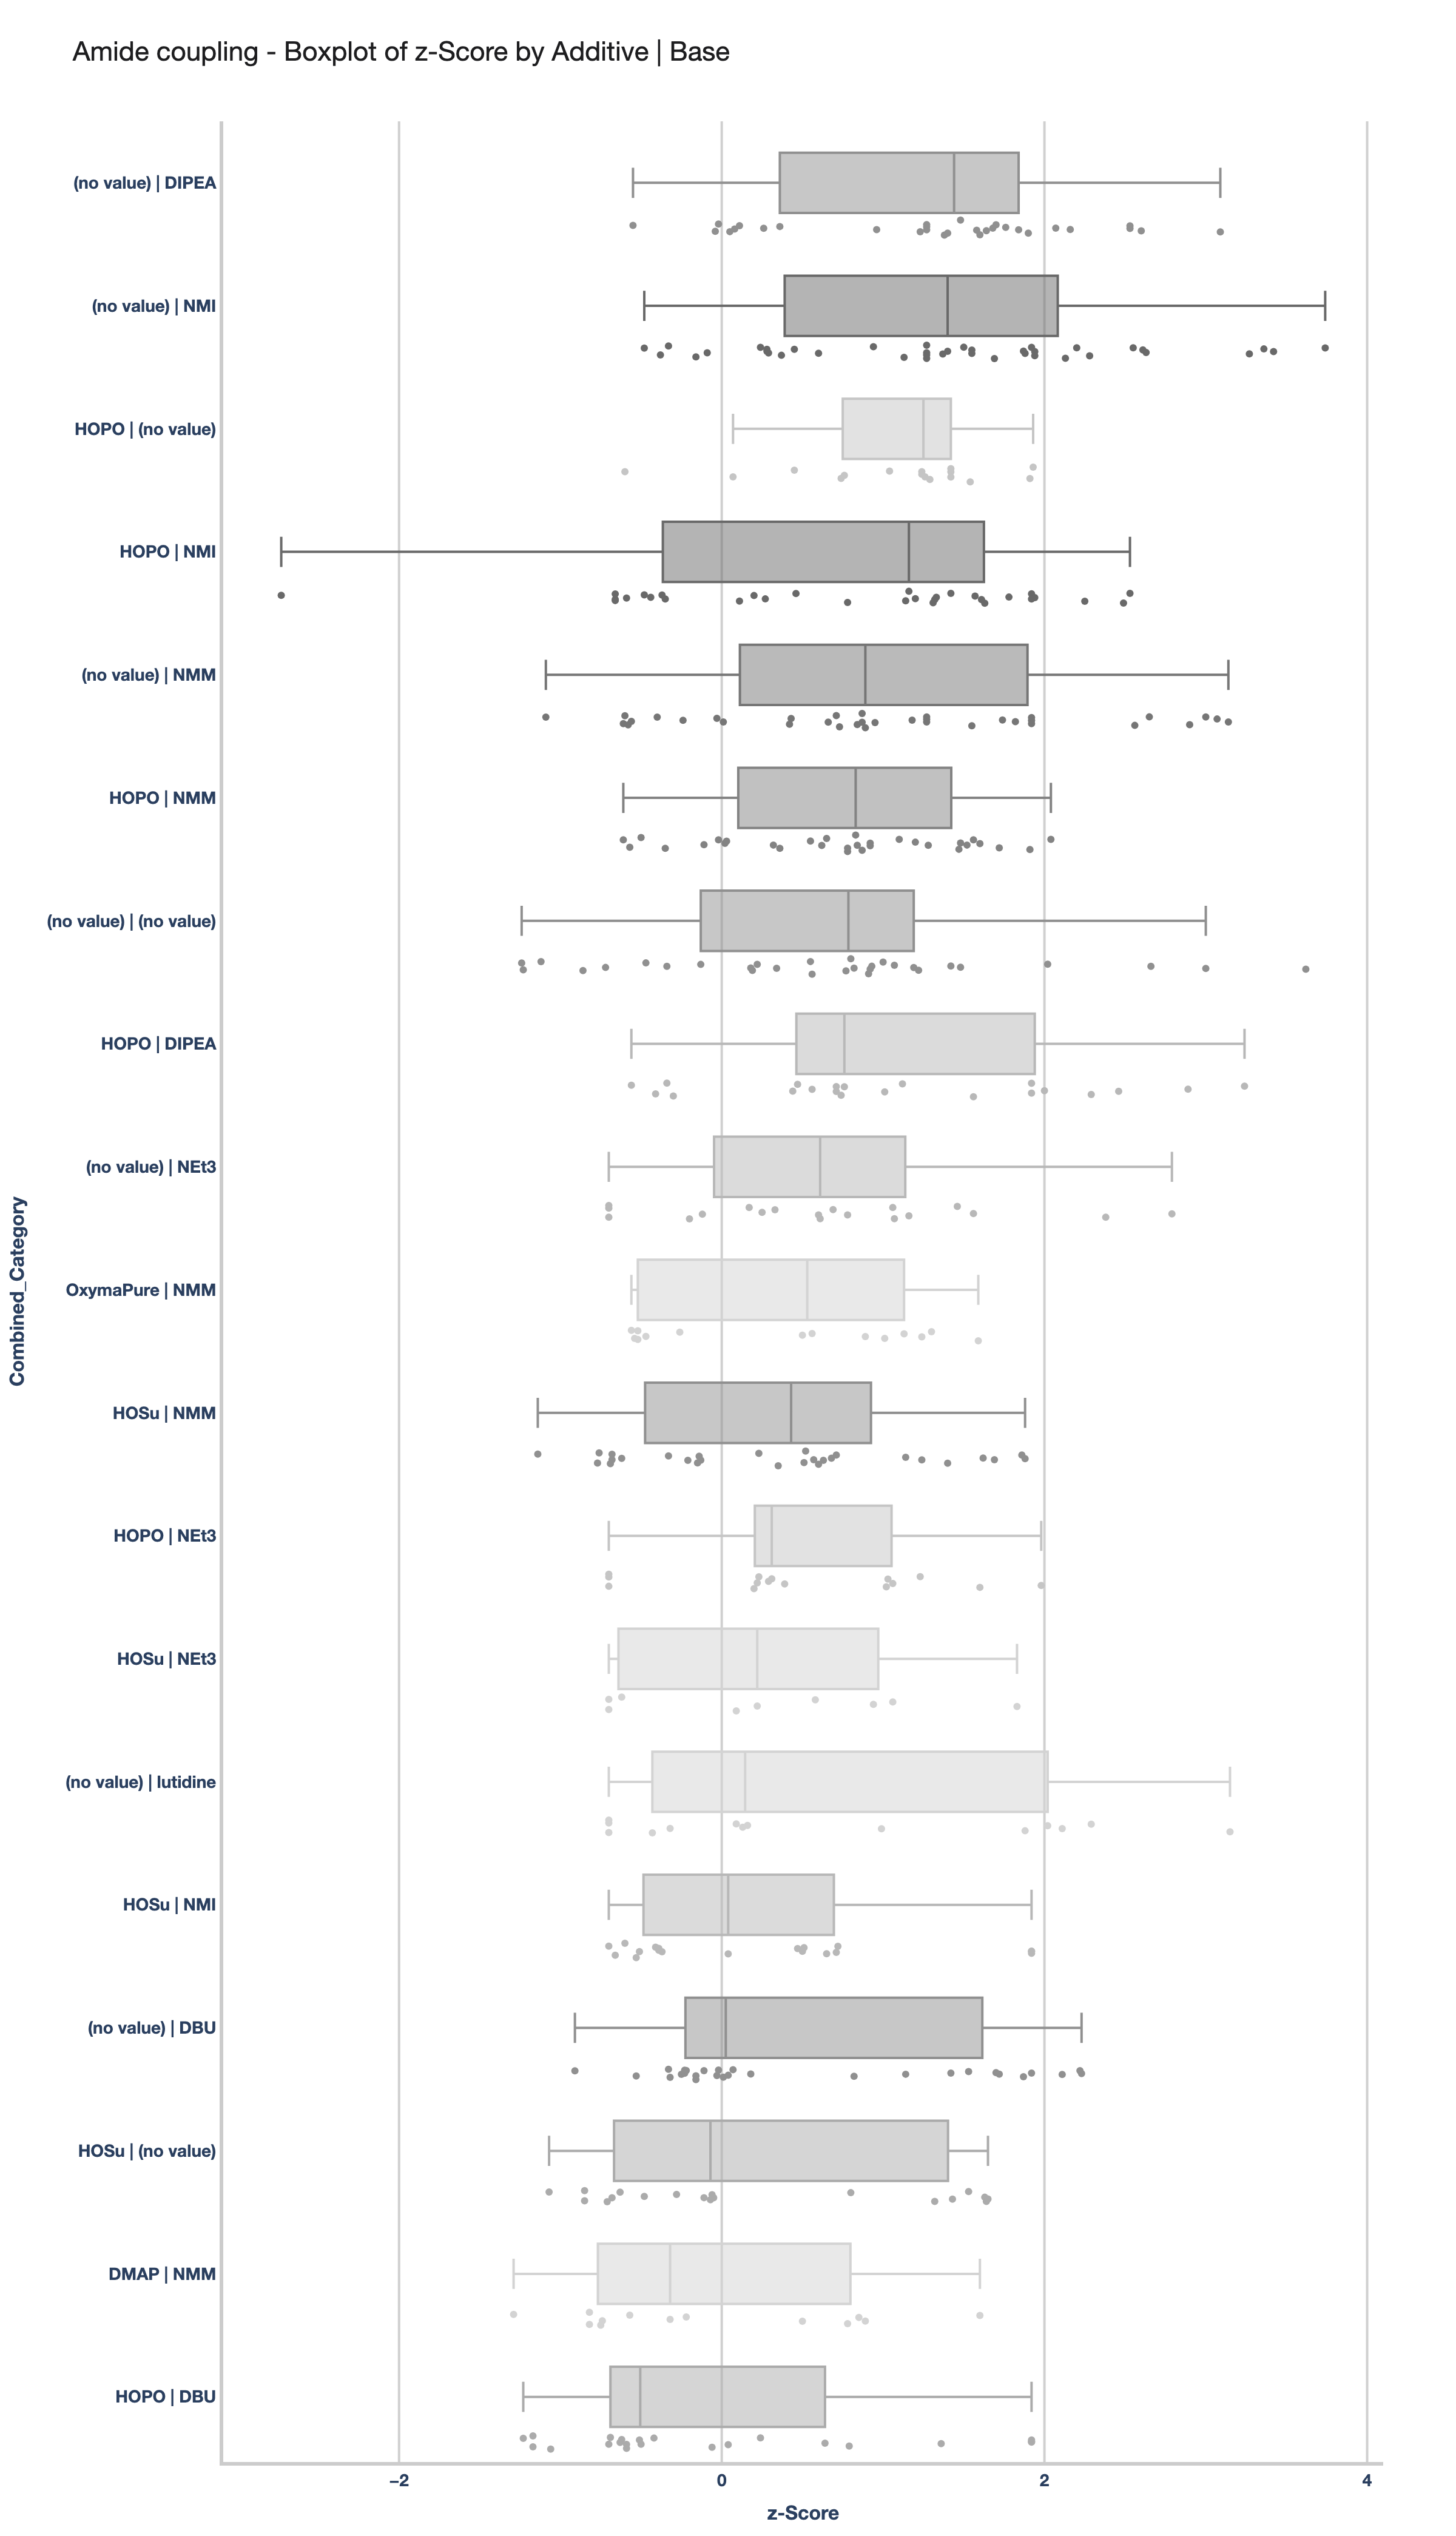 Amide coupling - Boxplot of z-Score by Additive | Base
(no value) | DIPEA
(no value) | NMI
HOPO | (no value)
HOPO | NMI
(no value) | NMM
HOPO | NMM
(no value) | (no value)
HOPO | DIPEA
(no value) | NEt3
OxymaPure | NMM
HOSu | NMM
HOPO | NEt3
HOSu | NEt3
(no value) | lutidine
HOSu | NMI
(no value) | DBU
HOSu | (no value)
DMAP | NMM
HOPO | DBU
Combined_Category
−2 0 2 4
z-Score